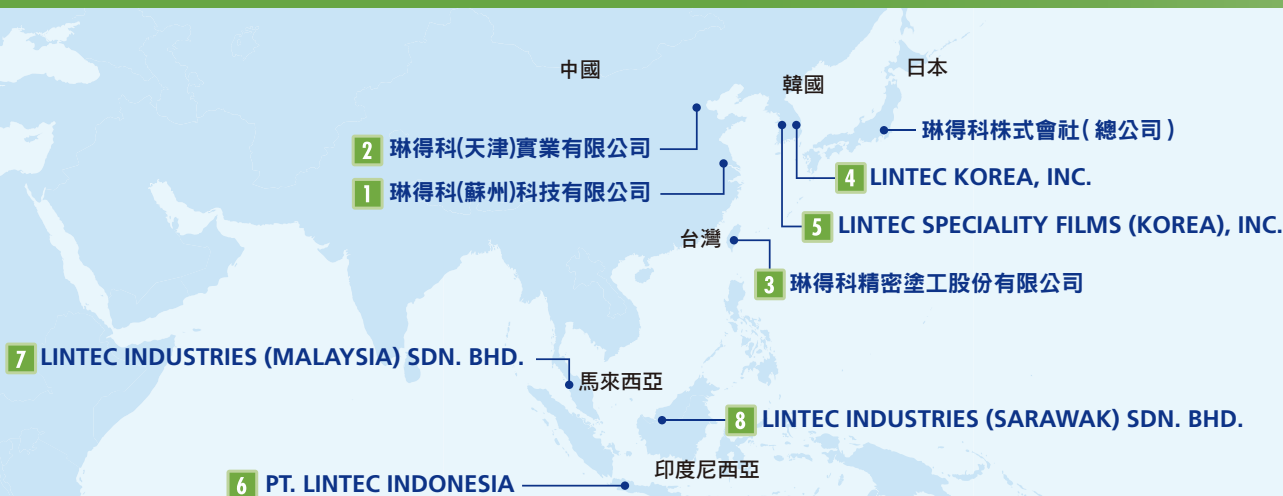 中國
韓國
日本
琳得科株式會社(總公司)
2 琳得科(天津)實業有限公司
1 琳得科(蘇州)科技有限公司
4 LINTEC KOREA, INC.
5 LINTEC SPECIALITY FILMS (KOREA), INC.
台灣
3 琳得科精密塗工股份有限公司
7 LINTEC INDUSTRIES (MALAYSIA) SDN. BHD.
馬來西亞
8 LINTEC INDUSTRIES (SARAWAK) SDN. BHD.
印度尼西亞
6 PT. LINTEC INDONESIA